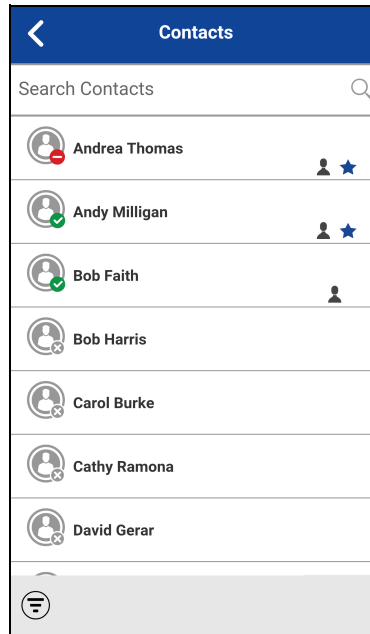 Contacts
Search Contacts
Andrea Thomas
Andy Milligan
Bob Faith
Bob Harris
Carol Burke
Cathy Ramona
David Gerar